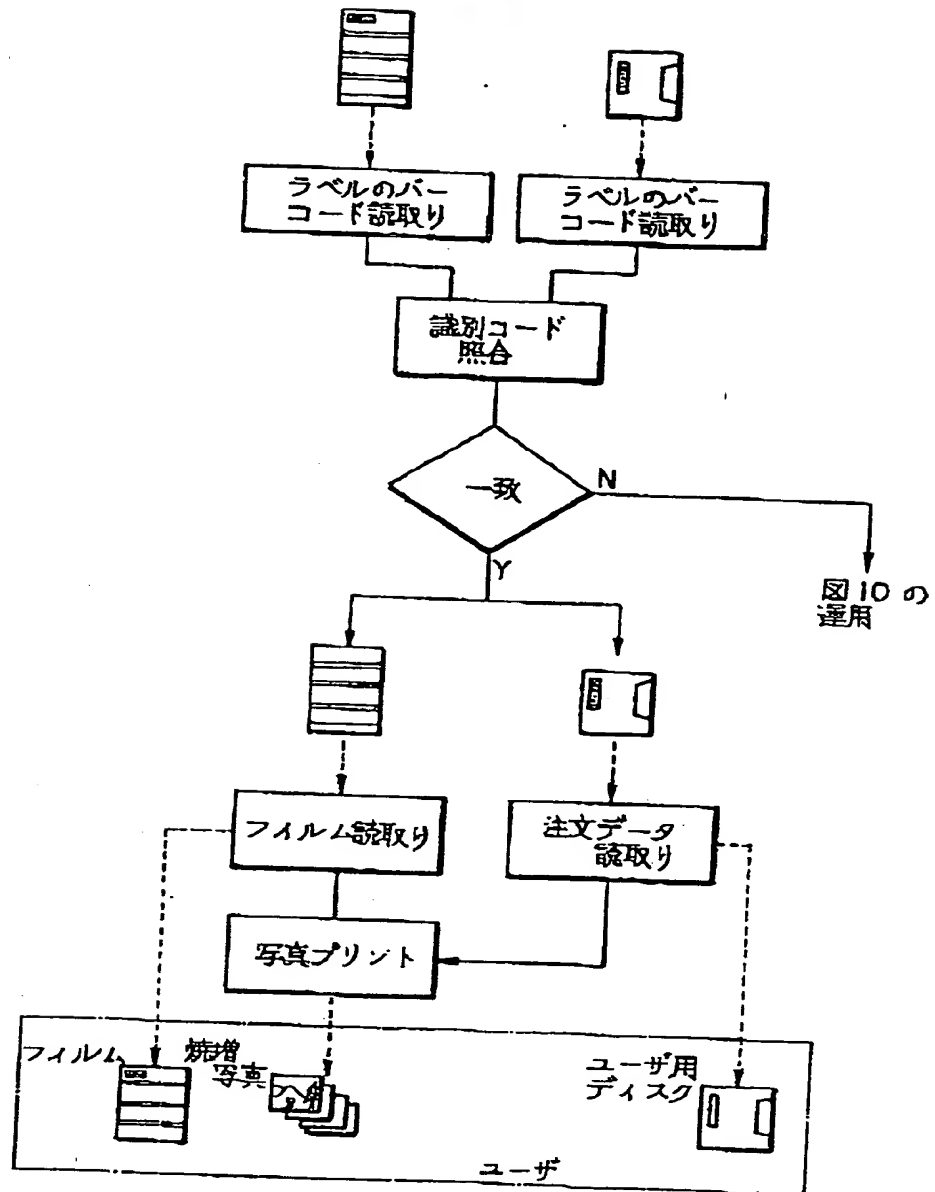 ラベルのバー
コード読取り
ラベルのバー
コード読取り
識別コード
照合
一致
N
Y
図10の
運用
フィルム読取り
注文データ
読取り
写真プリント
フィルム
焼増
写真
ユーザ用
ディスク
ユーザ